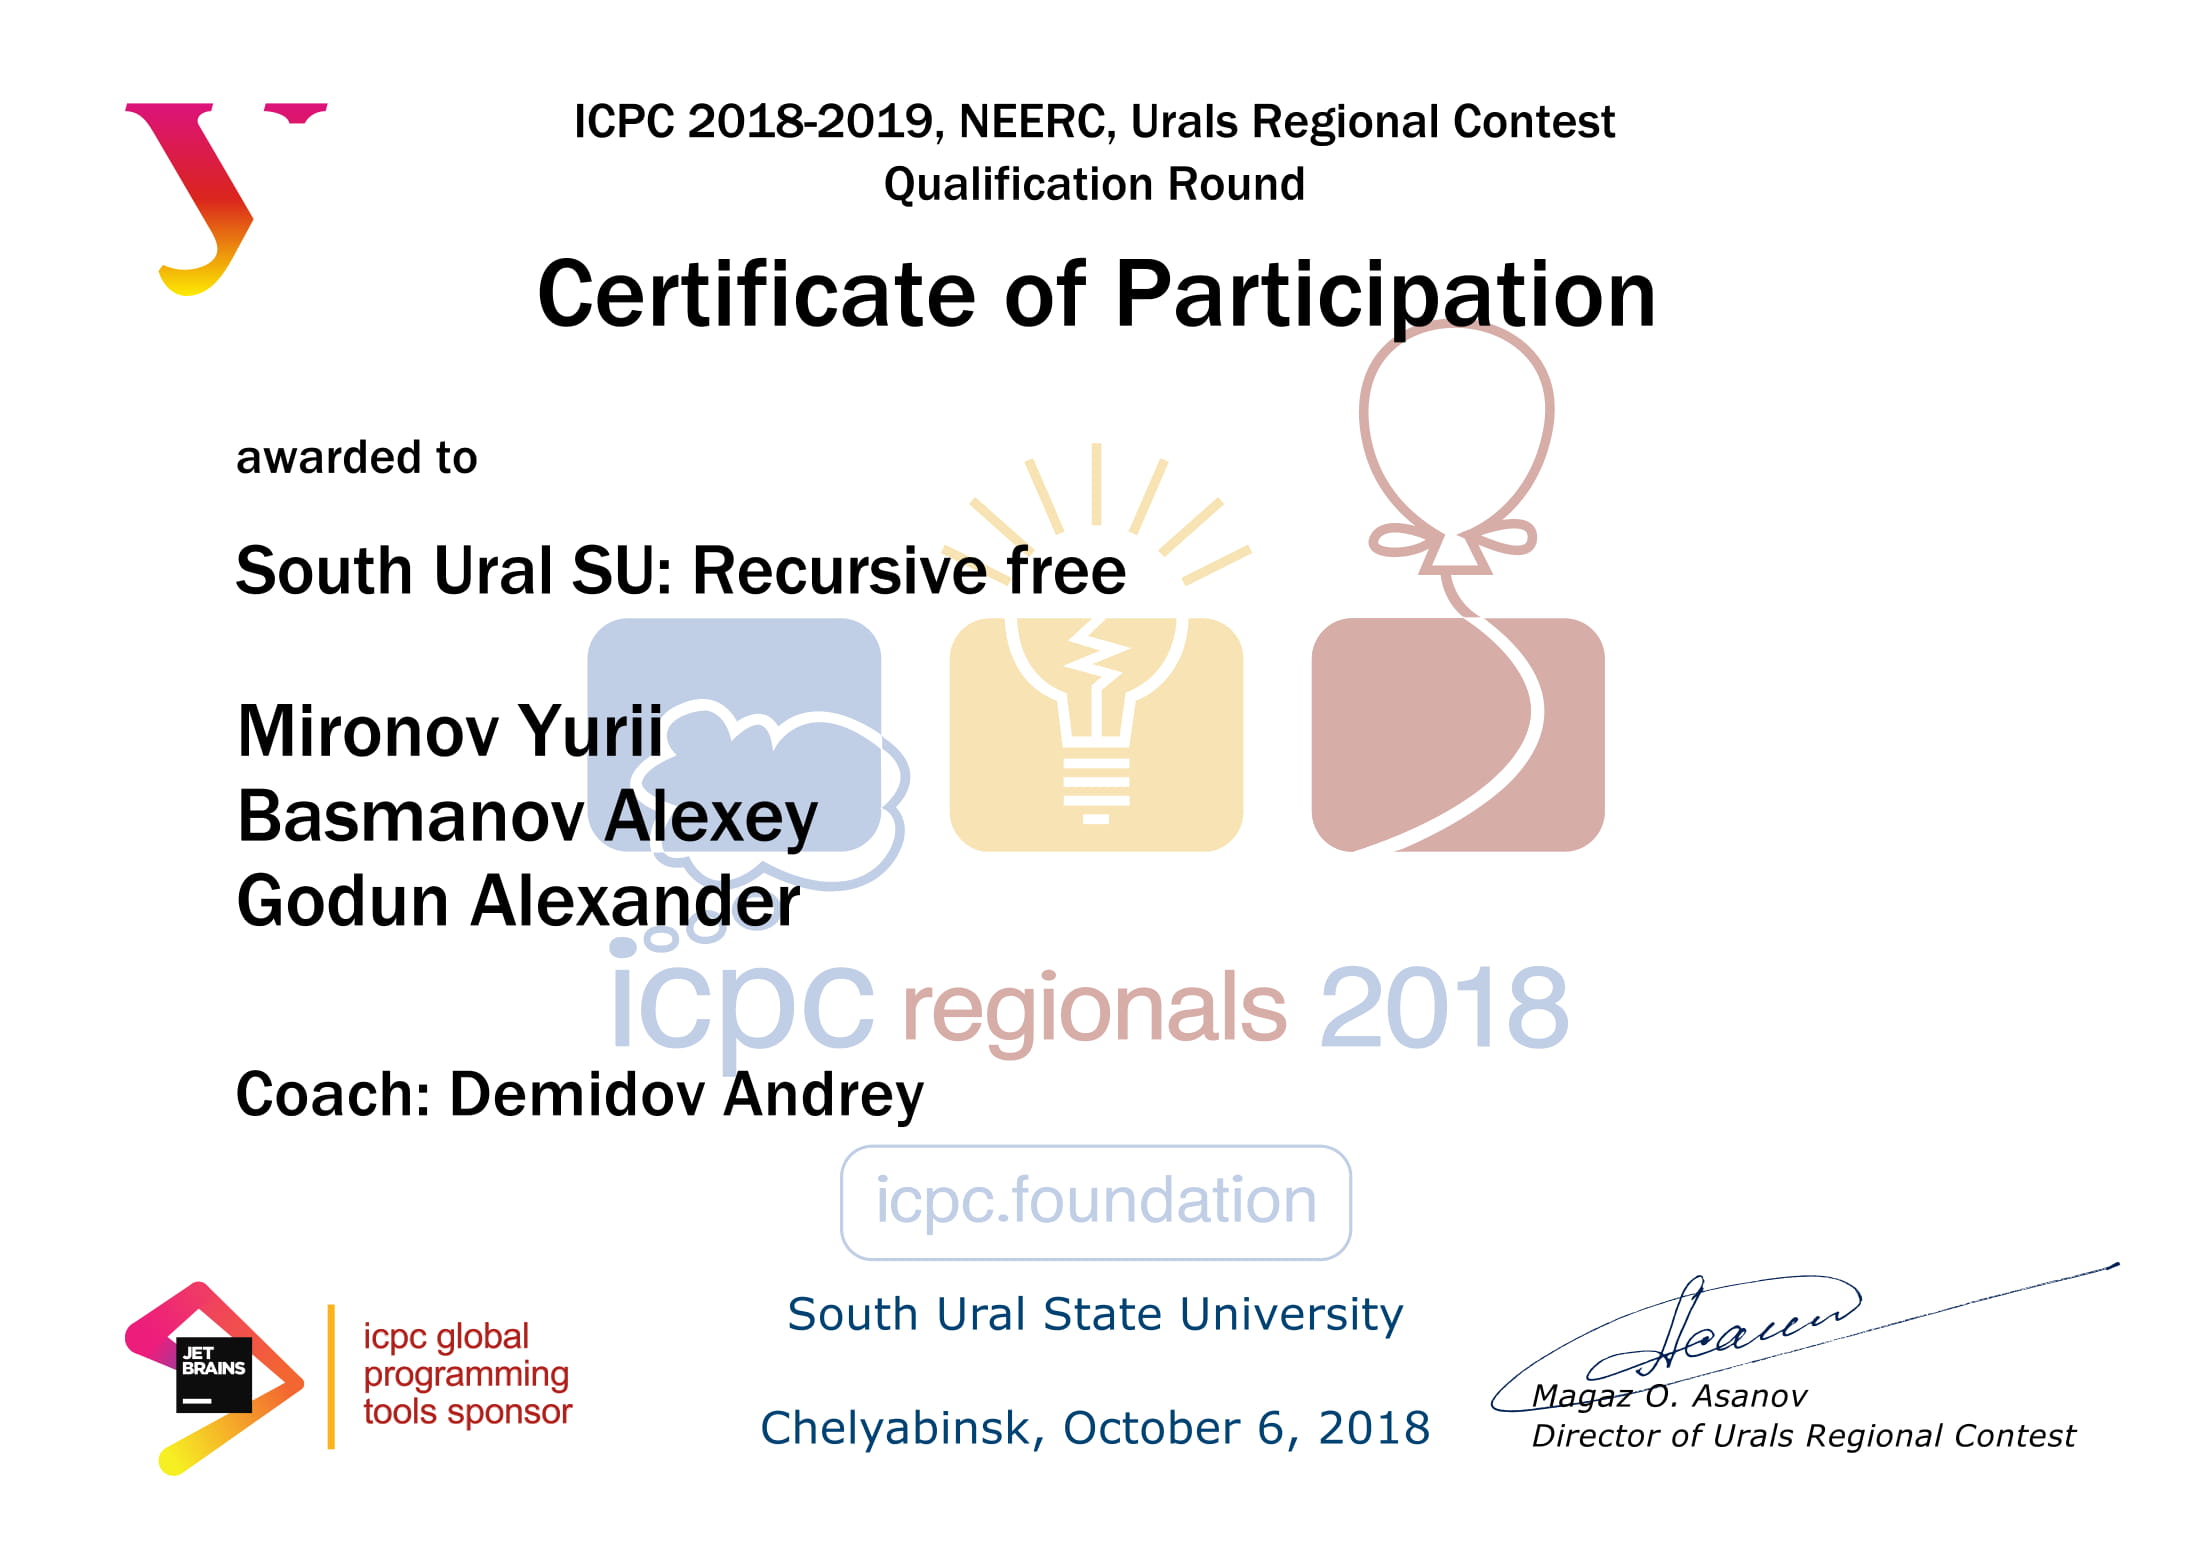 ICPC 2018-2019, NEERC, Urals Regional Contest
Qualification Round
Certificate of Participation
awarded to
South Ural SU: Recursive free
Mironov Yurii
Basmanov Alexey
Godun Alexander
icpc regionals 2018
Coach: Demidov Andrey
icpc.foundation
JET
BRAINS
icpc global
programming
tools sponsor
South Ural State University
Chelyabinsk, October 6, 2018
Magaz O. Asanov
Director of Urals Regional Contest